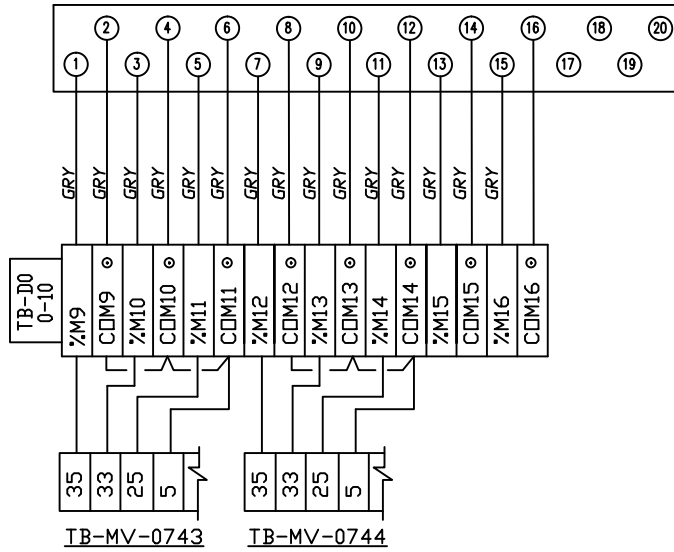 2 4 6 8 10 12 14 16 18 20
1 3 5 7 9 11 13 15 17 19
GRY GRY GRY GRY GRY GRY GRY GRY GRY GRY GRY GRY GRY GRY GRY
TB-DO
0-10
%M9 COM9 %M10 COM10 %M11 COM11 %M12 COM12 %M13 COM13 %M14 COM14 %M15 COM15 %M16 COM16
35 33 25 5 35 33 25 5
TB-MV-0743 TB-MV-0744